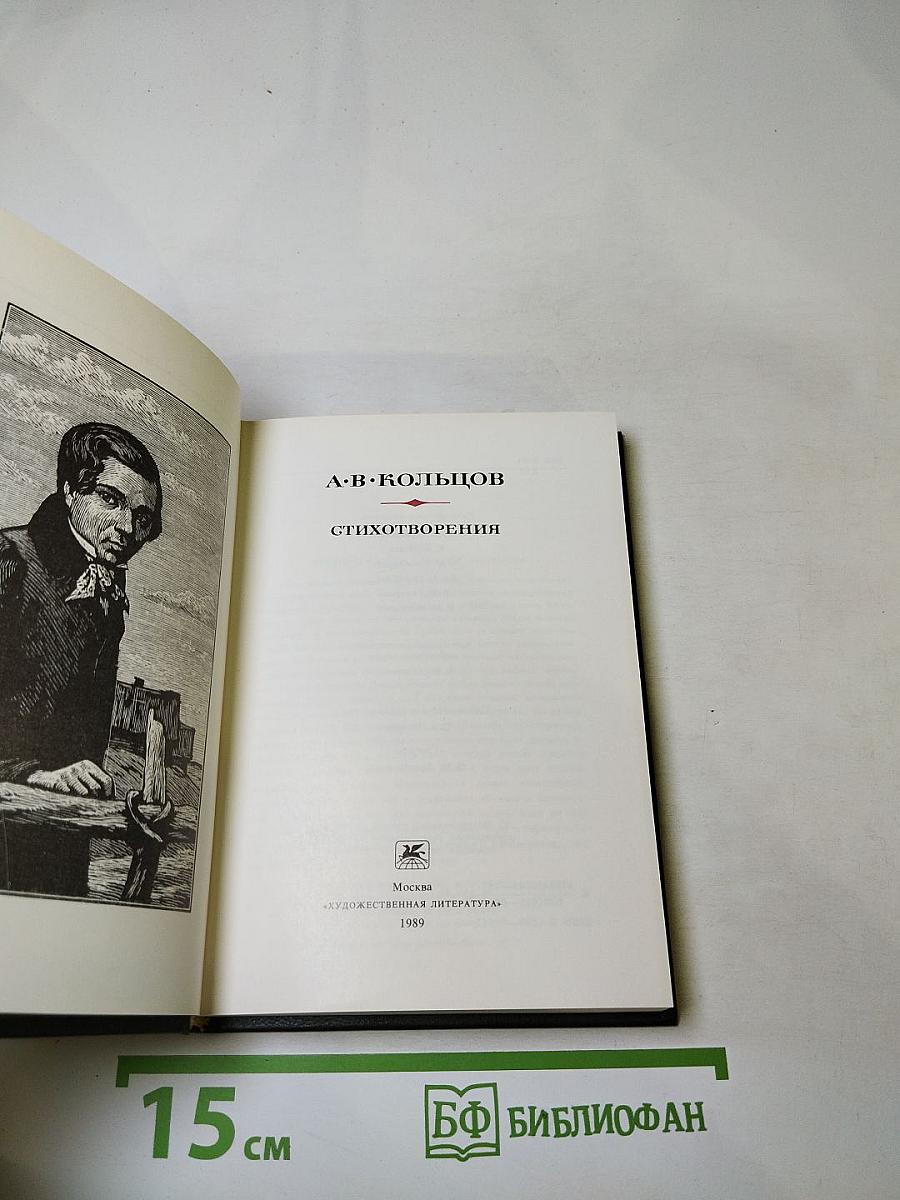 А·В·КОЛЬЦОВ
СТИХОТВОРЕНИЯ
Москва
«ХУДОЖЕСТВЕННАЯ ЛИТЕРАТУРА»
1989
15 см
БФ БИБЛИОФАН